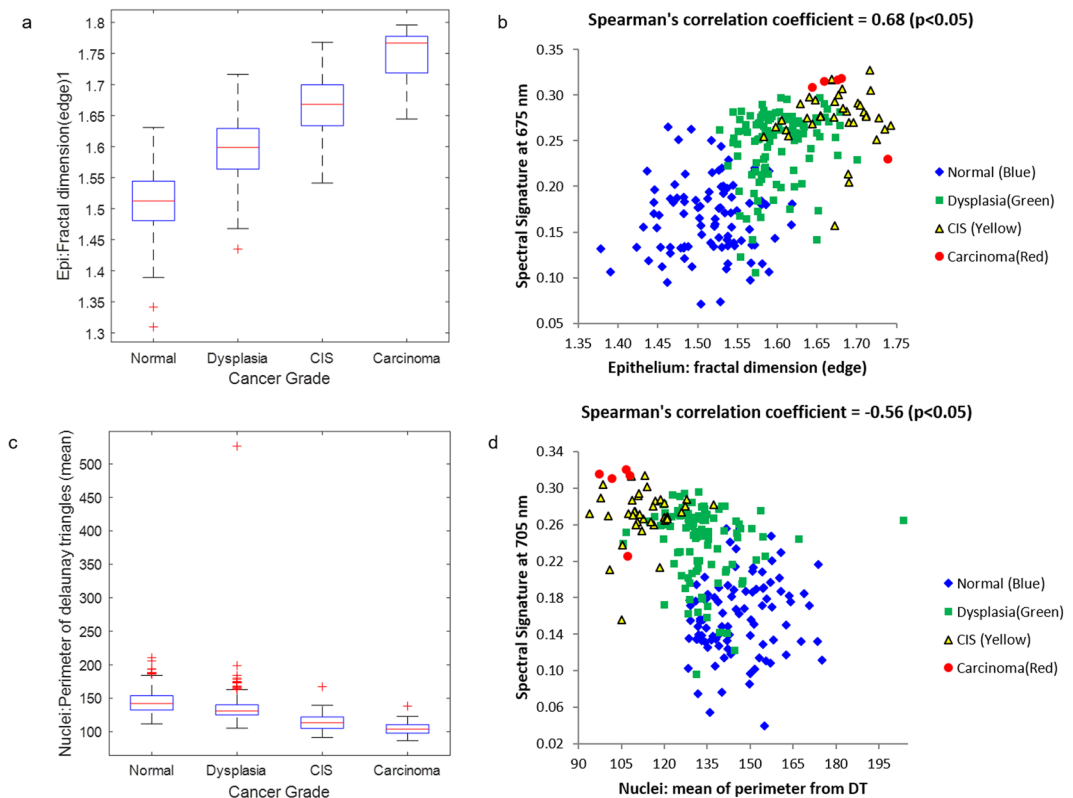 a
1.8
1.75
1.7
1.65
1.6
1.55
1.5
1.45
1.4
1.35
1.3
Epi:Fractal dimension(edge)1
Normal
Dysplasia
CIS
Carcinoma
Cancer Grade
b
Spearman's correlation coefficient = 0.68 (p<0.05)
0.35
0.30
0.25
0.20
0.15
0.10
0.05
Spectral Signature at 675 nm
1.35
1.40
1.45
1.50
1.55
1.60
1.65
1.70
1.75
Epithelium: fractal dimension (edge)
Normal (Blue)
Dysplasia(Green)
CIS (Yellow)
Carcinoma(Red)
c
500
450
400
350
300
250
200
150
100
Nuclei:Perimeter of delaunay triangles (mean)
Normal
Dysplasia
CIS
Carcinoma
Cancer Grade
Spearman's correlation coefficient = -0.56 (p<0.05)
d
0.34
0.30
0.26
0.22
0.18
0.14
0.10
0.06
0.02
Spectral Signature at 705 nm
90
105
120
135
150
165
180
195
Nuclei: mean of perimeter from DT
Normal (Blue)
Dysplasia(Green)
CIS (Yellow)
Carcinoma(Red)